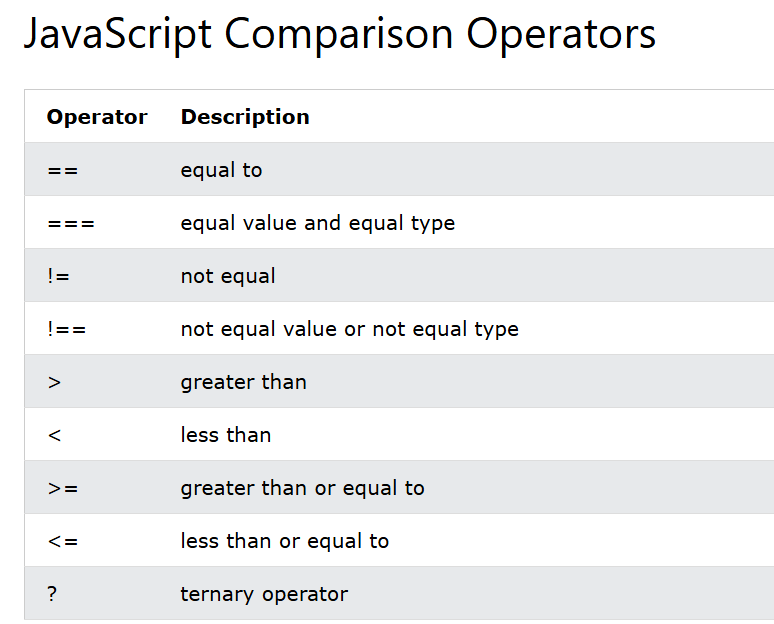 JavaScript Comparison Operators
Operator Description
== equal to
=== equal value and equal type
!= not equal
!== not equal value or not equal type
> greater than
< less than
>= greater than or equal to
<= less than or equal to
? ternary operator